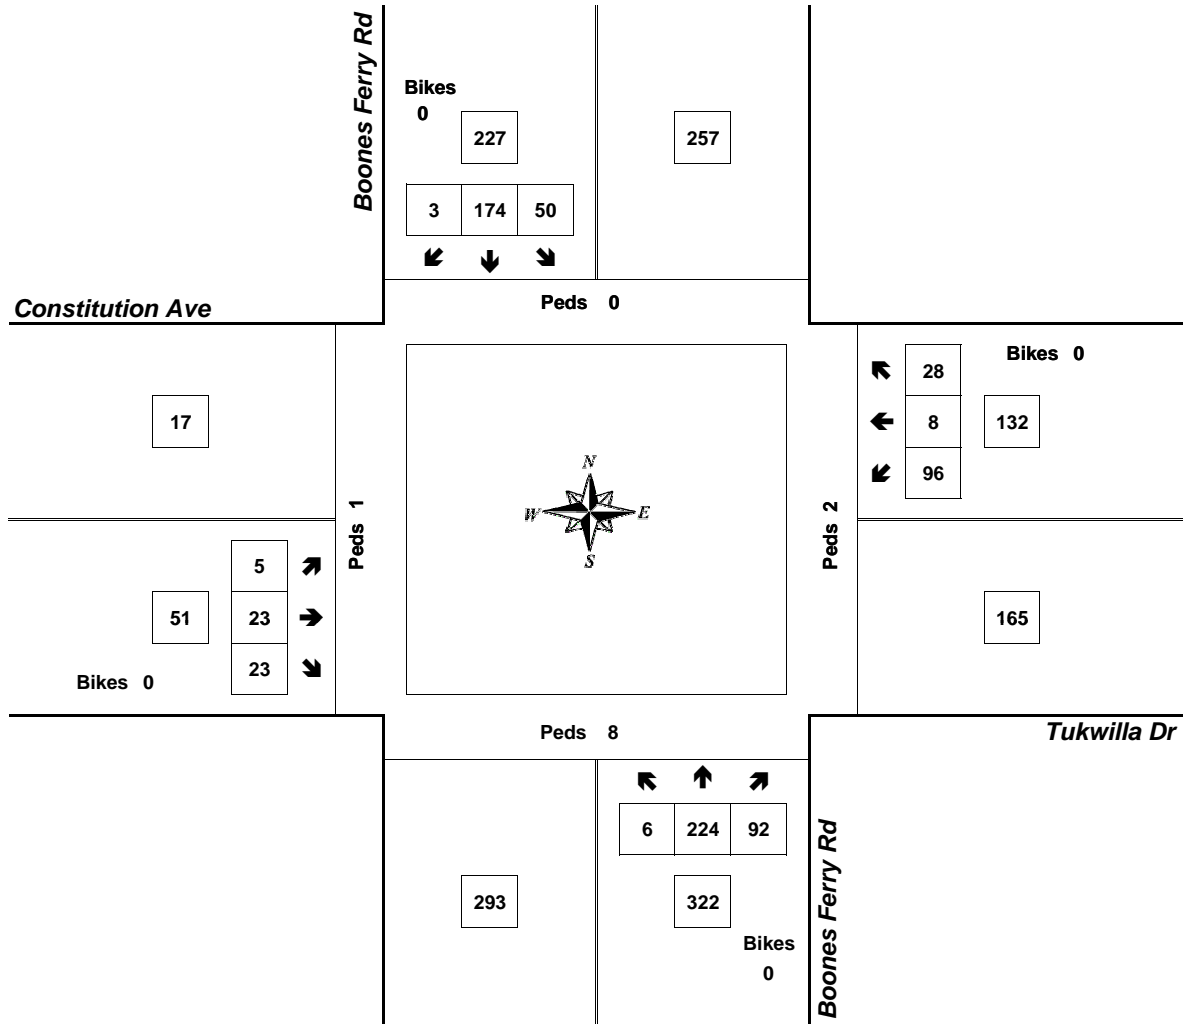 Boones Ferry Rd
Bikes
0
227
257
3 174 50
Peds 0
Constitution Ave
Bikes 0
28
17
8 132
96
N
W E
S
Peds 1
Peds 2
5
51 23
23
165
Bikes 0
Peds 8
Tukwilla Dr
6 224 92
293
322
Bikes
0
Boones Ferry Rd